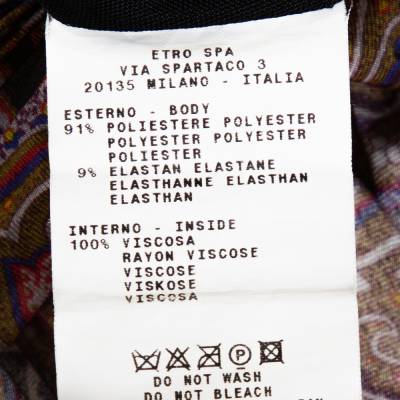 ETRO SPA
VIA SPARTACO 3
20135 MILANO - ITALIA
ESTERNO - BODY
91% POLIESTERE POLYESTER
POLYESTER POLYESTER
POLIESTER
9% ELASTAN ELASTANE
ELASTHANNE ELASTHAN
ELASTHAN
INTERNO - INSIDE
100% VISCOSA
RAYON VISCOSE
VISCOSE
VISKOSE
VISCOSA
P
DO NOT WASH
DO NOT BLEACH